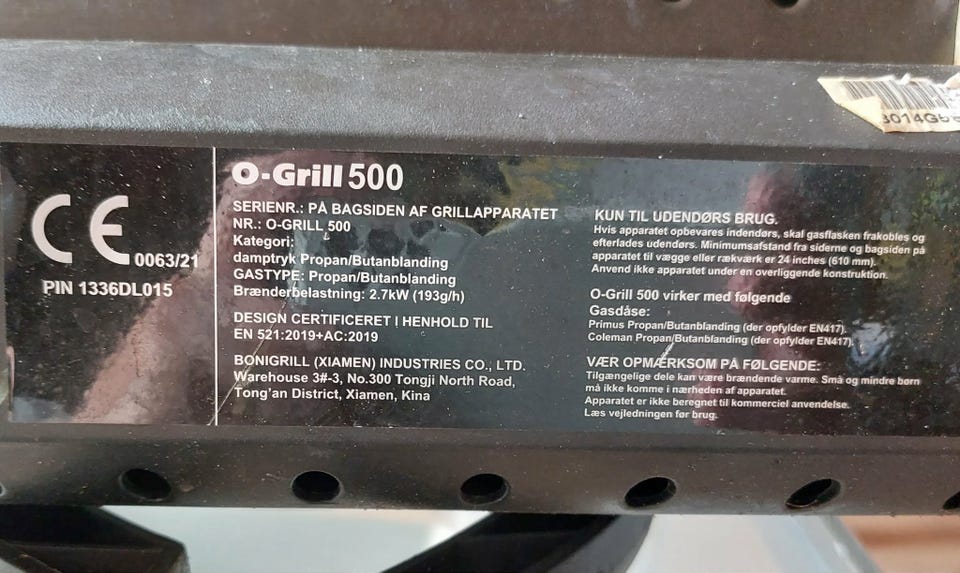 3014G
CE 0063/21
PIN 1336DL015
O-Grill 500
SERIENR.: PÅ BAGSIDEN AF GRILLAPPARATET
NR.: O-GRILL 500
Kategori:
damptryk Propan/Butanblanding
GASTYPE: Propan/Butanblanding
Brænderbelastning: 2.7kW (193g/h)
DESIGN CERTIFICERET I HENHOLD TIL
EN 521:2019+AC:2019
BONIGRILL (XIAMEN) INDUSTRIES CO., LTD.
Warehouse 3#-3, No.300 Tongji North Road,
Tong'an District, Xiamen, Kina
KUN TIL UDENDØRS BRUG.
Hvis apparatet opbevares indendørs, skal gasflasken frakobles og
efterlades udendørs. Minimumsafstand fra siderne og bagsiden på
apparatet til vægge eller rækværk er 24 inches (610 mm).
Anvend ikke apparatet under en overliggende konstruktion.
O-Grill 500 virker med følgende
Gasdåse:
Primus Propan/Butanblanding (der opfylder EN417).
Coleman Propan/Butanblanding (der opfylder EN417).
VÆR OPMÆRKSOM PÅ FØLGENDE:
Tilgængelige dele kan være brændende varme. Små og mindre børn
må ikke komme i nærheden af apparatet.
Apparatet er ikke beregnet til kommerciel anvendelse.
Læs vejledningen før brug.